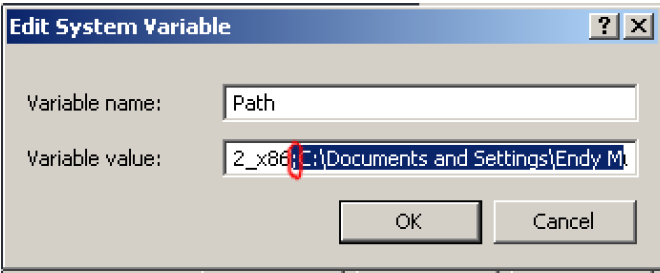 Edit System Variable
Variable name:
Path
Variable value:
2_x86;C:\Documents and Settings\Endy M
OK
Cancel